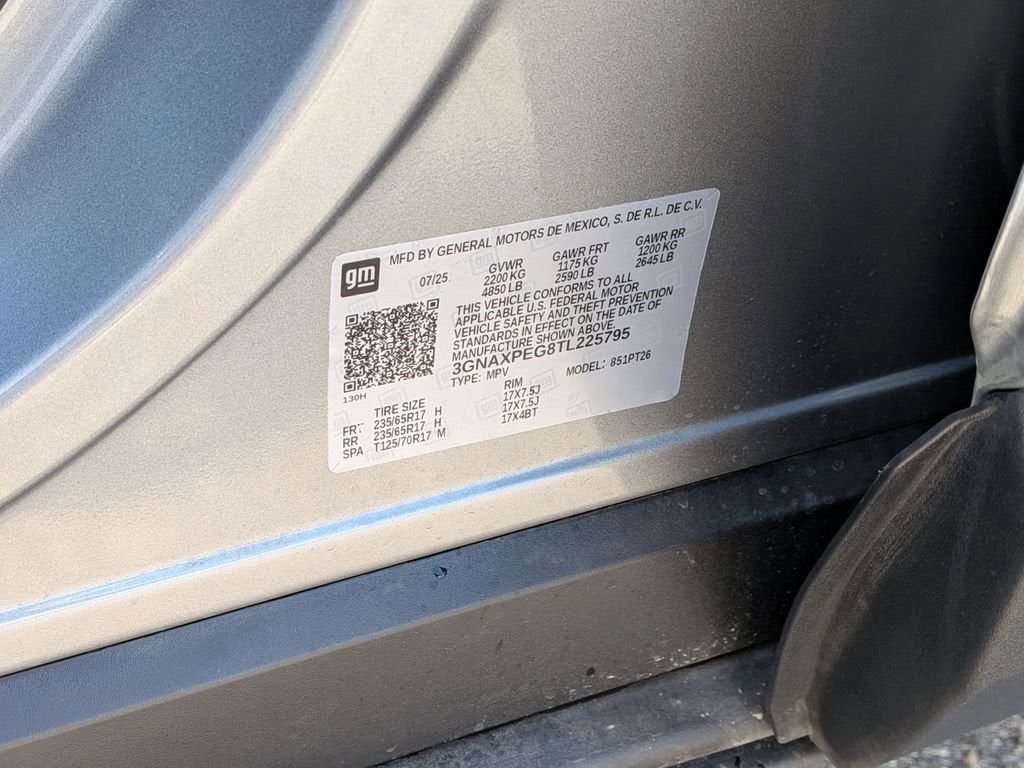 gm
MFD BY GENERAL MOTORS DE MEXICO, S. DE R.L. DE C.V.
07/25 GVWR GAWR FRT GAWR RR
2200 KG 1175 KG 1200 KG
4850 LB 2590 LB 2645 LB
THIS VEHICLE CONFORMS TO ALL
APPLICABLE U.S. FEDERAL MOTOR
VEHICLE SAFETY AND THEFT PREVENTION
STANDARDS IN EFFECT ON THE DATE OF
MANUFACTURE SHOWN ABOVE.
3GNAXPEG8TL225795
TYPE: MPV MODEL: 851PT26
130H
TIRE SIZE RIM
FRT 235/65R17 H 17X7.5J
RR 235/65R17 H 17X7.5J
SPA T125/70R17 M 17X4BT